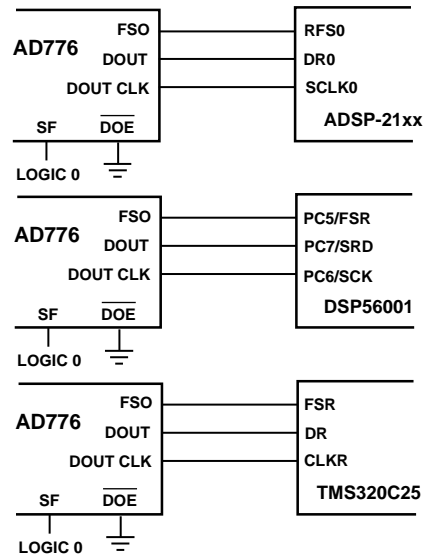 FSO RFS0
AD776
DOUT DR0
DOUT CLK SCLK0
ADSP-21xx
SF DOE
LOGIC 0
FSO PC5/FSR
AD776
DOUT PC7/SRD
DOUT CLK PC6/SCK
DSP56001
SF DOE
LOGIC 0
FSO FSR
AD776
DOUT DR
DOUT CLK CLKR
TMS320C25
SF DOE
LOGIC 0